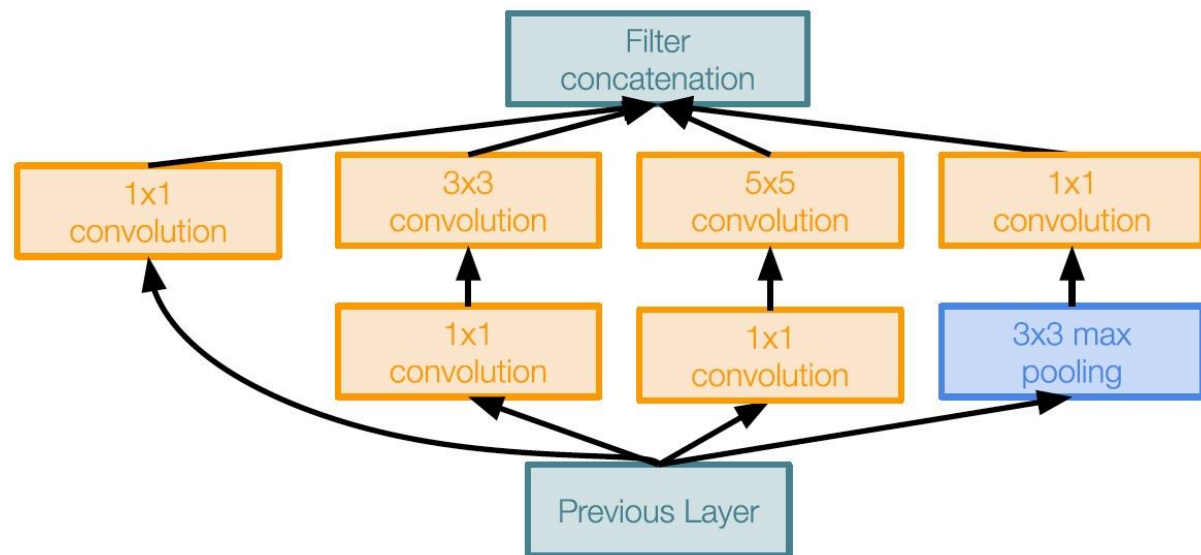 Filter
concatenation
1x1
convolution
3x3
convolution
5x5
convolution
1x1
convolution
1x1
convolution
1x1
convolution
3x3 max
pooling
Previous Layer